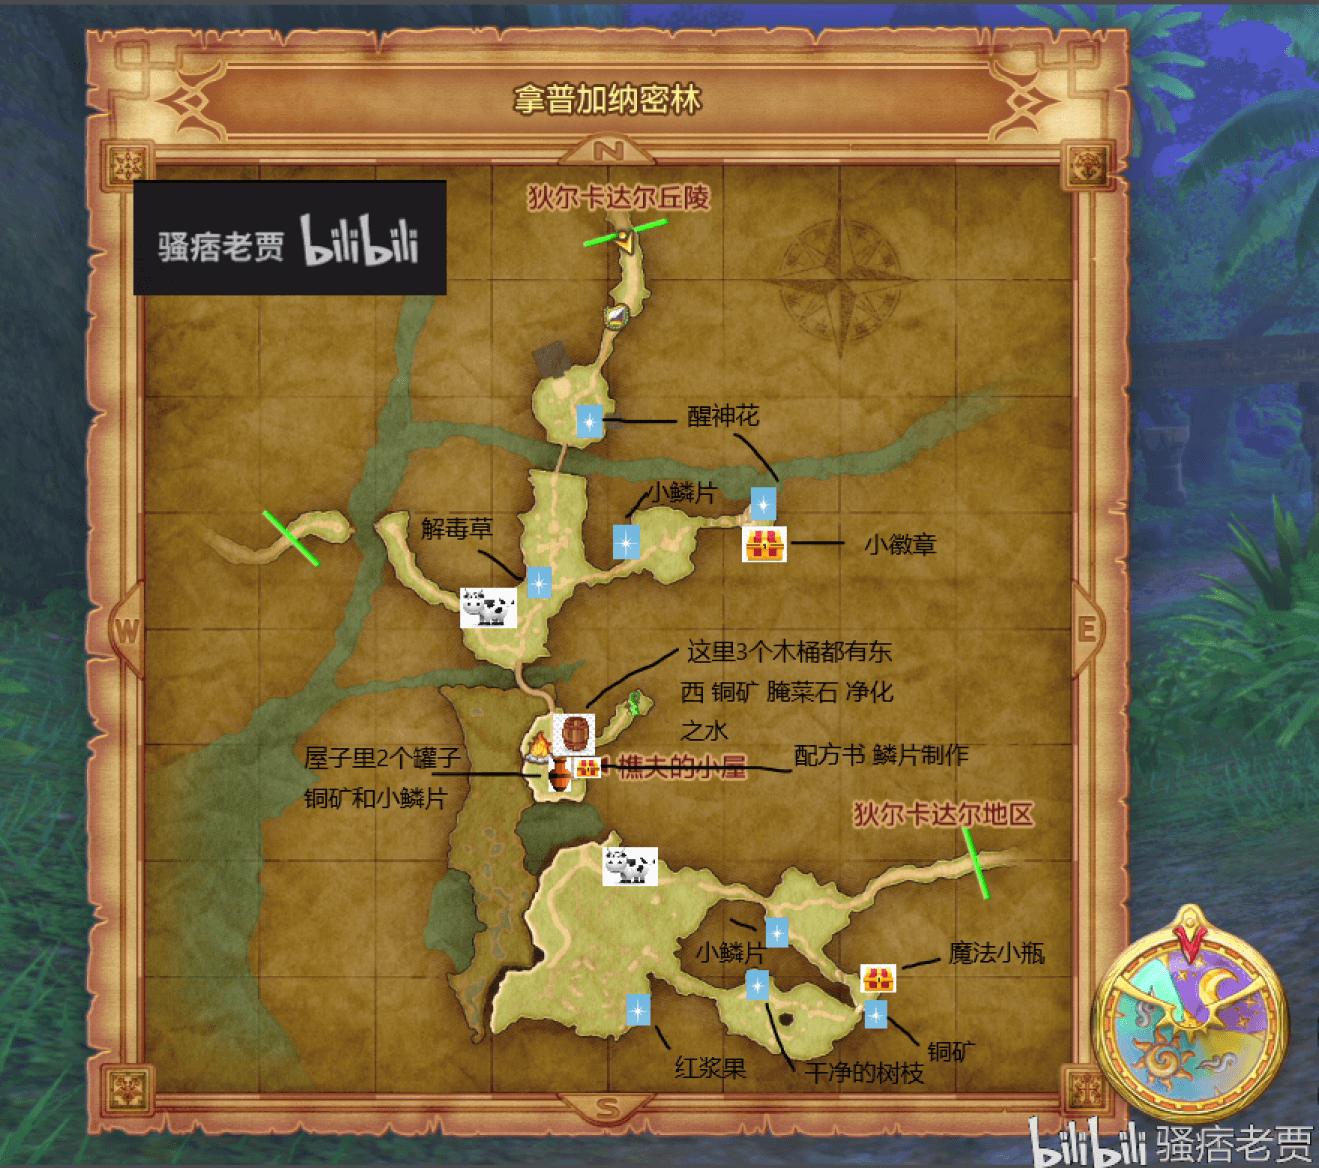 拿普加纳密林
N
狄尔卡达尔丘陵
骚痞老贾 bilibili
醒神花
小鳞片
解毒草
小徽章
W
E
这里3个木桶都有东
西 铜矿 腌菜石 净化
之水
屋子里2个罐子
铜矿和小鳞片
樵夫的小屋
配方书 鳞片制作
狄尔卡达尔地区
小鳞片
魔法小瓶
铜矿
红浆果
干净的树枝
S
bilibili 骚痞老贾